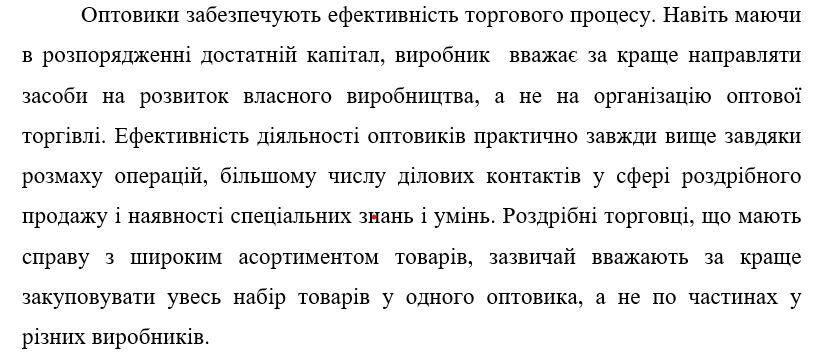 Оптовики забезпечують ефективність торгового процесу. Навіть маючи
в розпорядженні достатній капітал, виробник вважає за краще направляти
засоби на розвиток власного виробництва, а не на організацію оптової
торгівлі. Ефективність діяльності оптовиків практично завжди вище завдяки
розмаху операцій, більшому числу ділових контактів у сфері роздрібного
продажу і наявності спеціальних знань і умінь. Роздрібні торговці, що мають
справу з широким асортиментом товарів, зазвичай вважають за краще
закуповувати увесь набір товарів у одного оптовика, а не по частинах у
різних виробників.